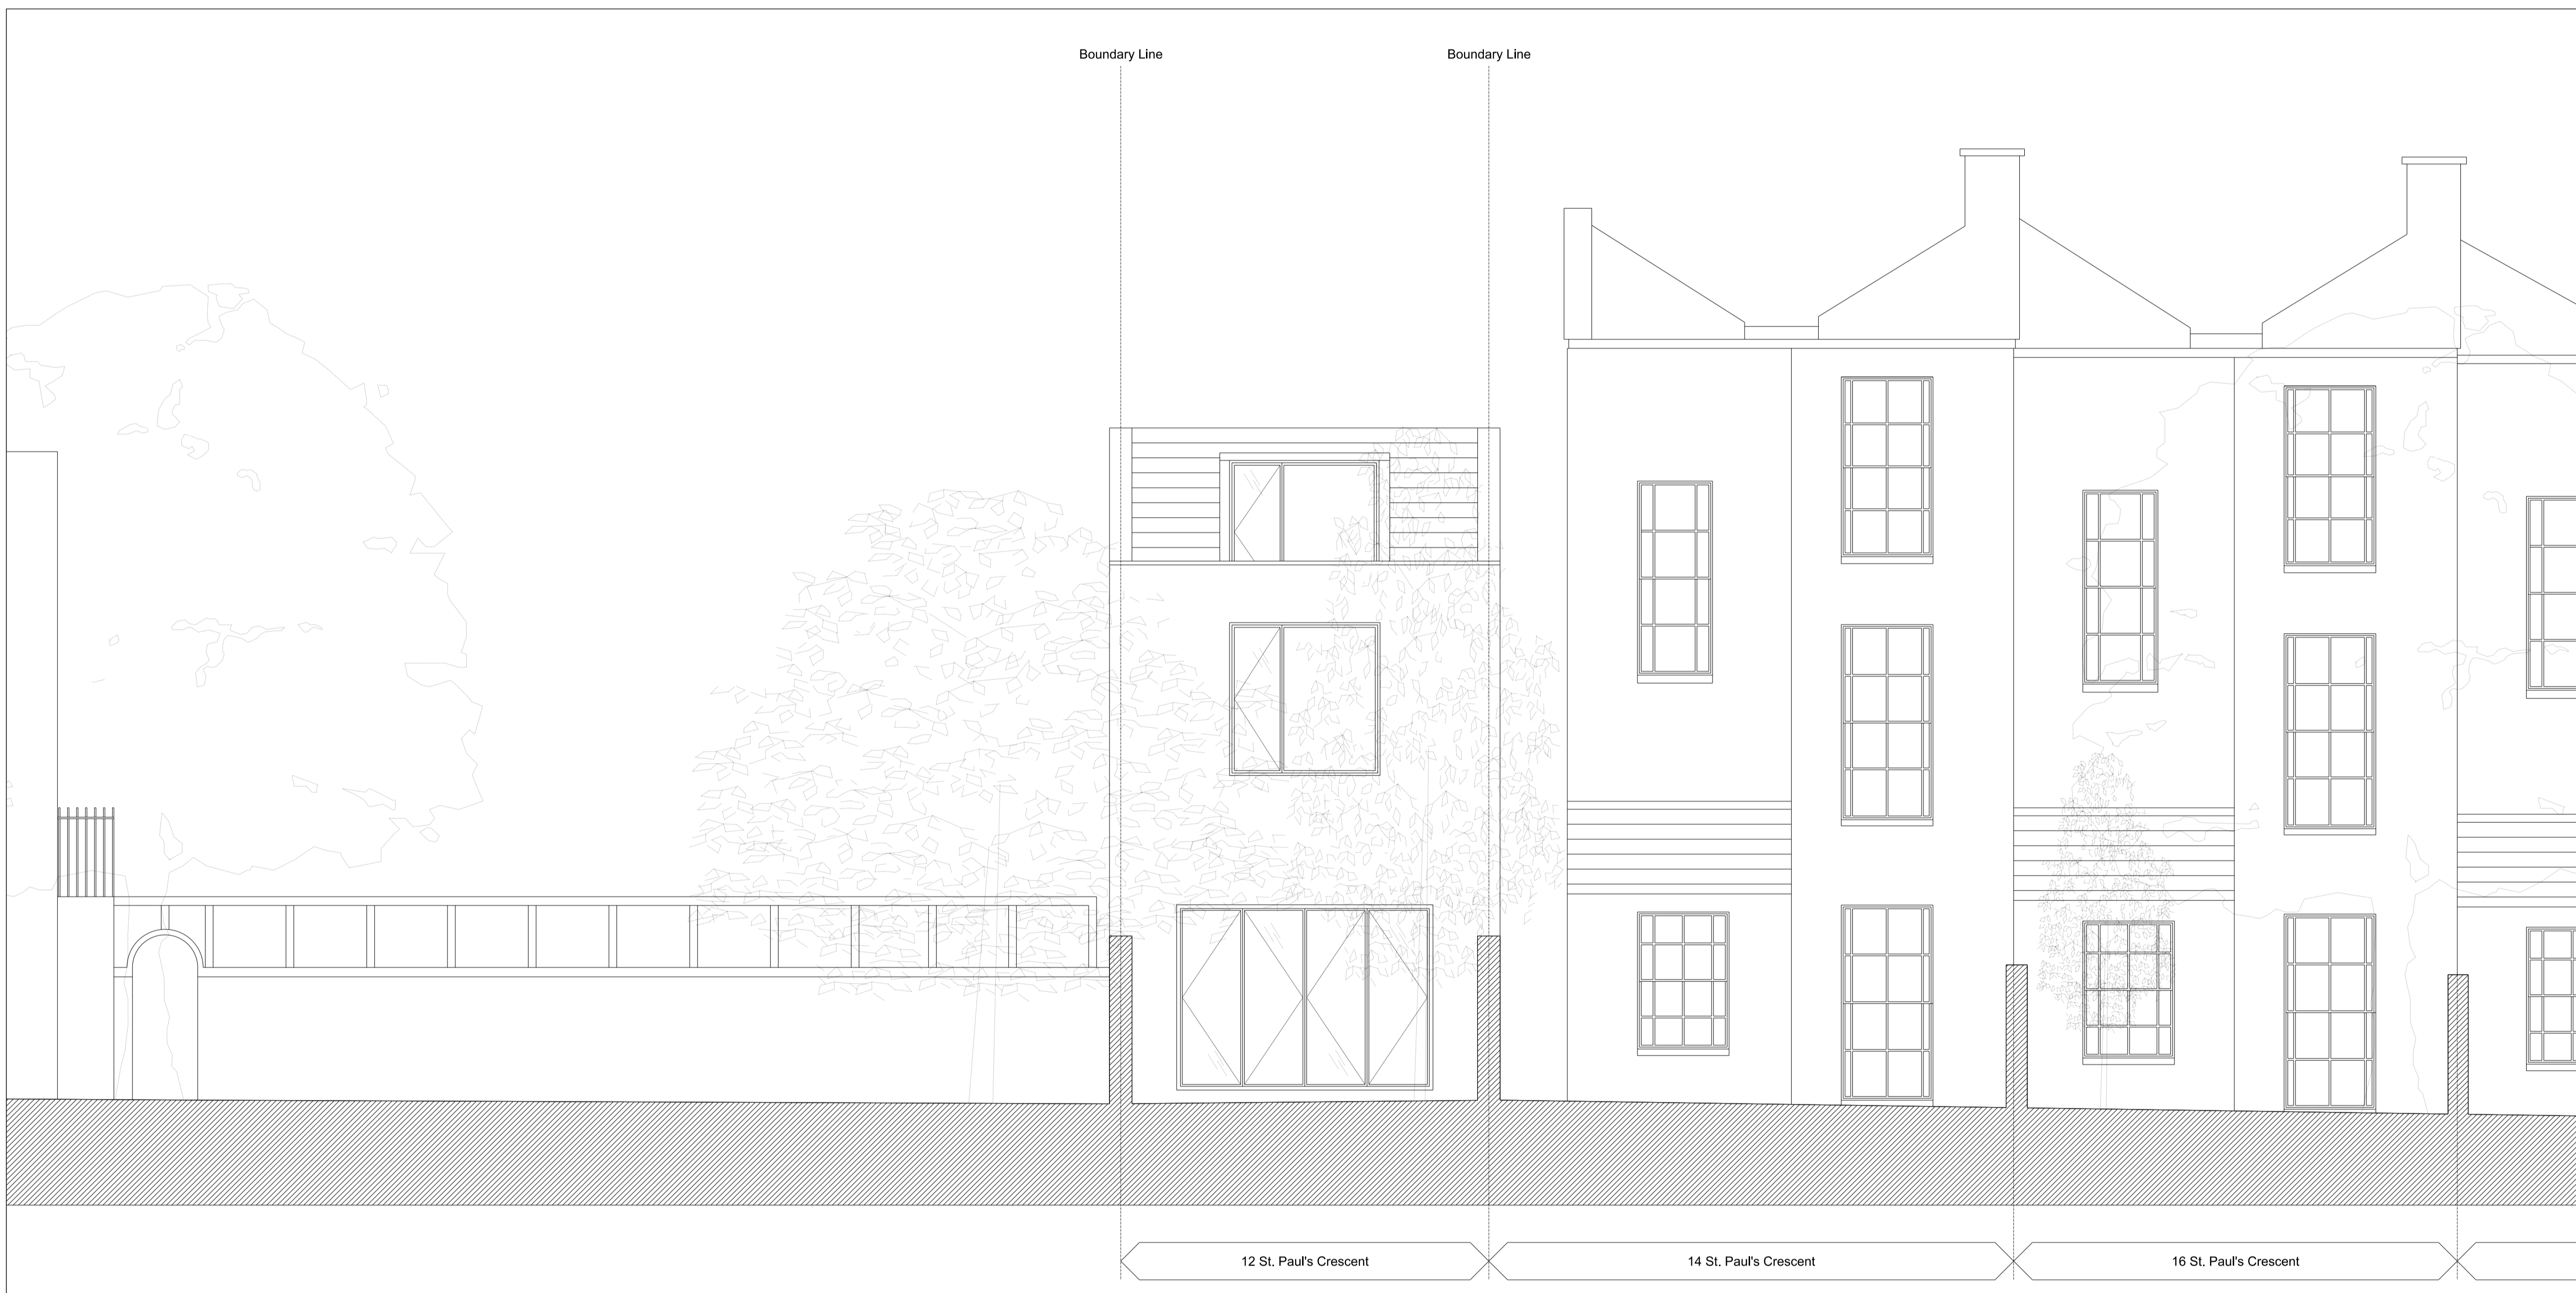 Boundary Line
Boundary Line
12 St. Paul's Crescent
14 St. Paul's Crescent
16 St. Paul's Crescent